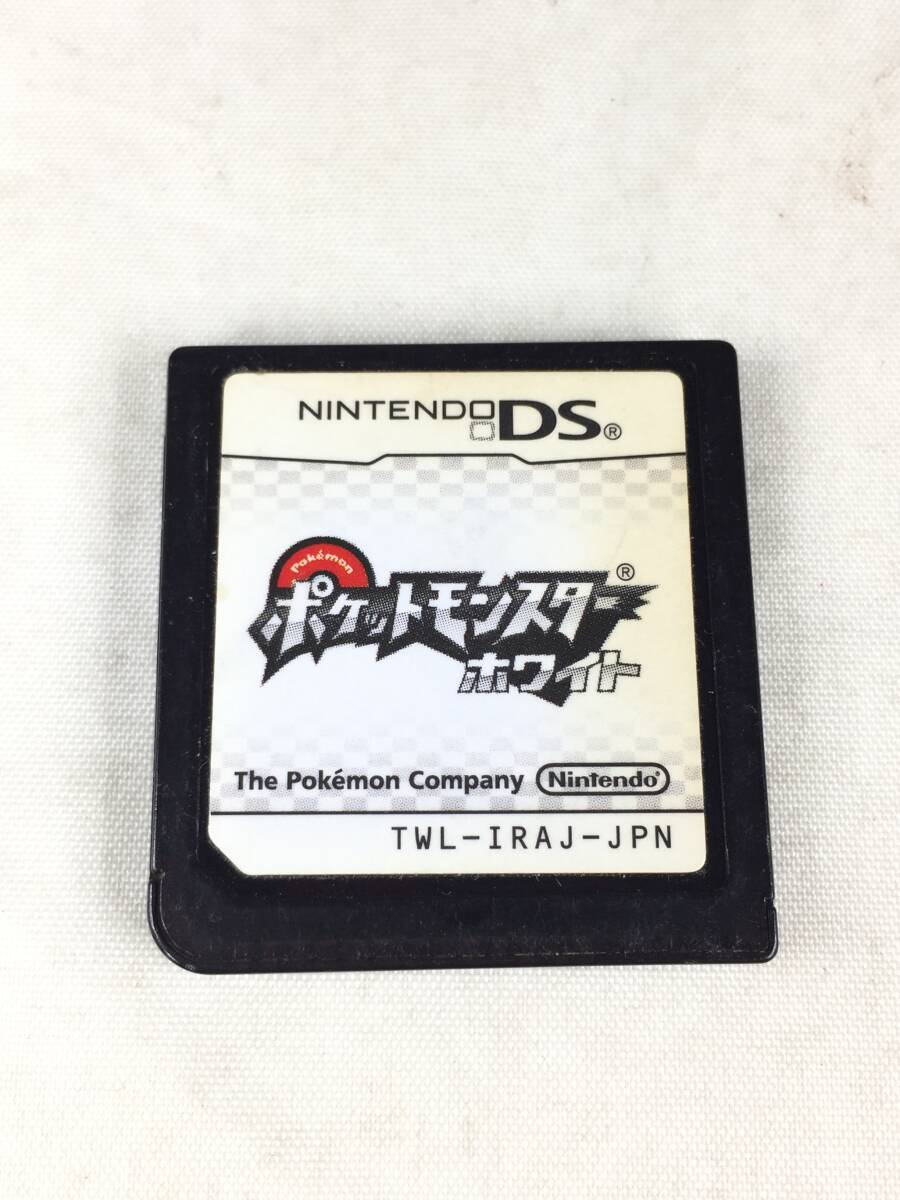 NINTENDO DS®
Pokémon
ポケットモンスター®
ホワイト
The Pokémon Company Nintendo®
TWL-IRAJ-JPN